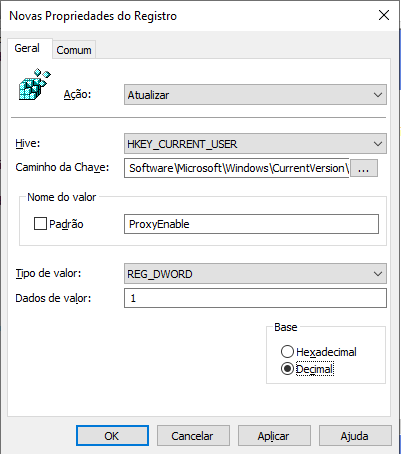 Novas Propriedades do Registro
Geral
Comum
Ação:
Atualizar
Hive:
HKEY_CURRENT_USER
Caminho da Chave:
Software\Microsoft\Windows\CurrentVersion\
...
Nome do valor
Padrão
ProxyEnable
Tipo de valor:
REG_DWORD
Dados de valor:
1
Base
Hexadecimal
Decimal
OK
Cancelar
Aplicar
Ajuda